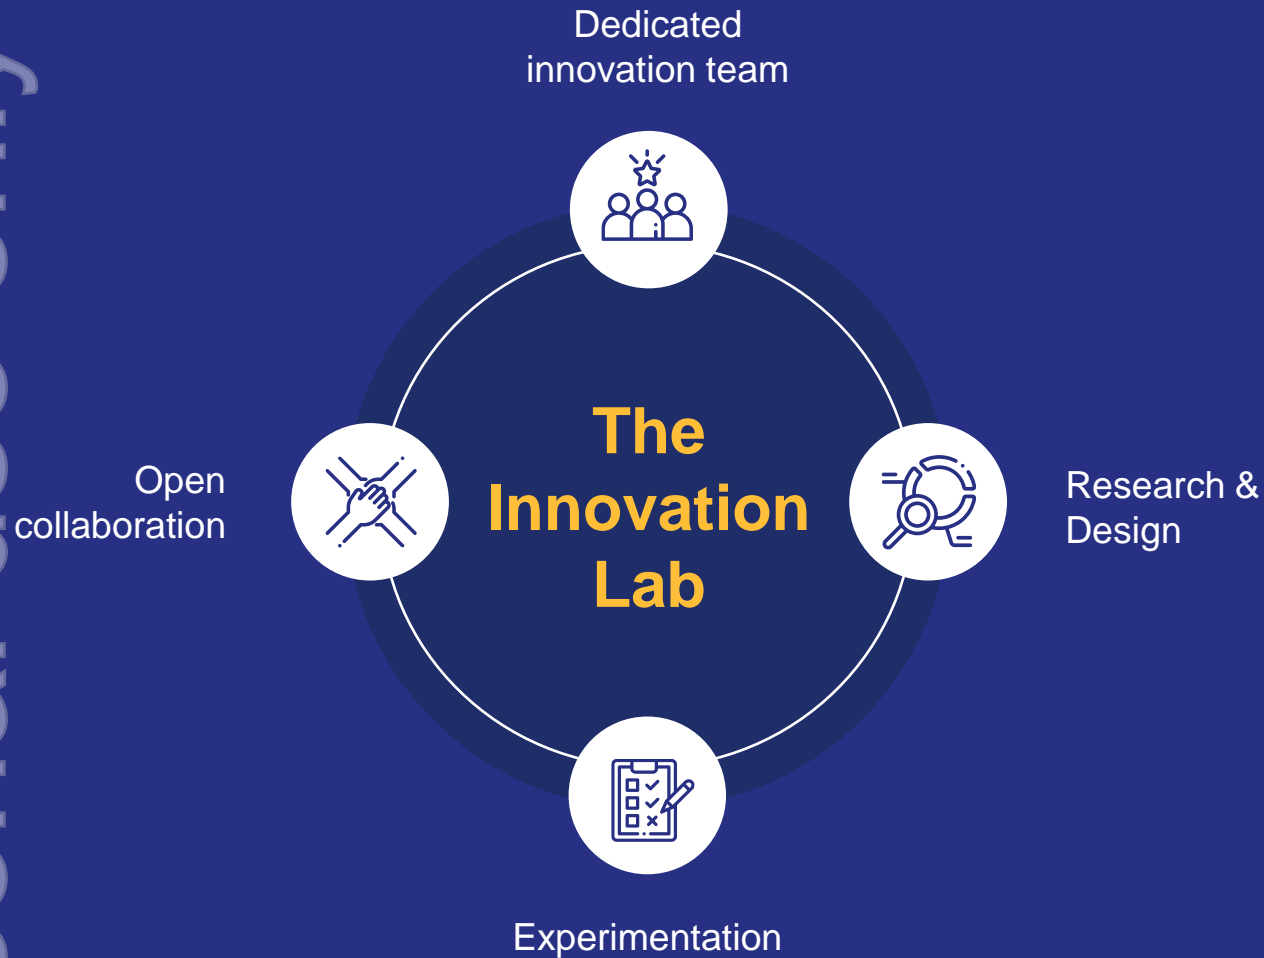 Dedicated
innovation team
The
Innovation
Lab
Open
collaboration
Research &
Design
Experimentation